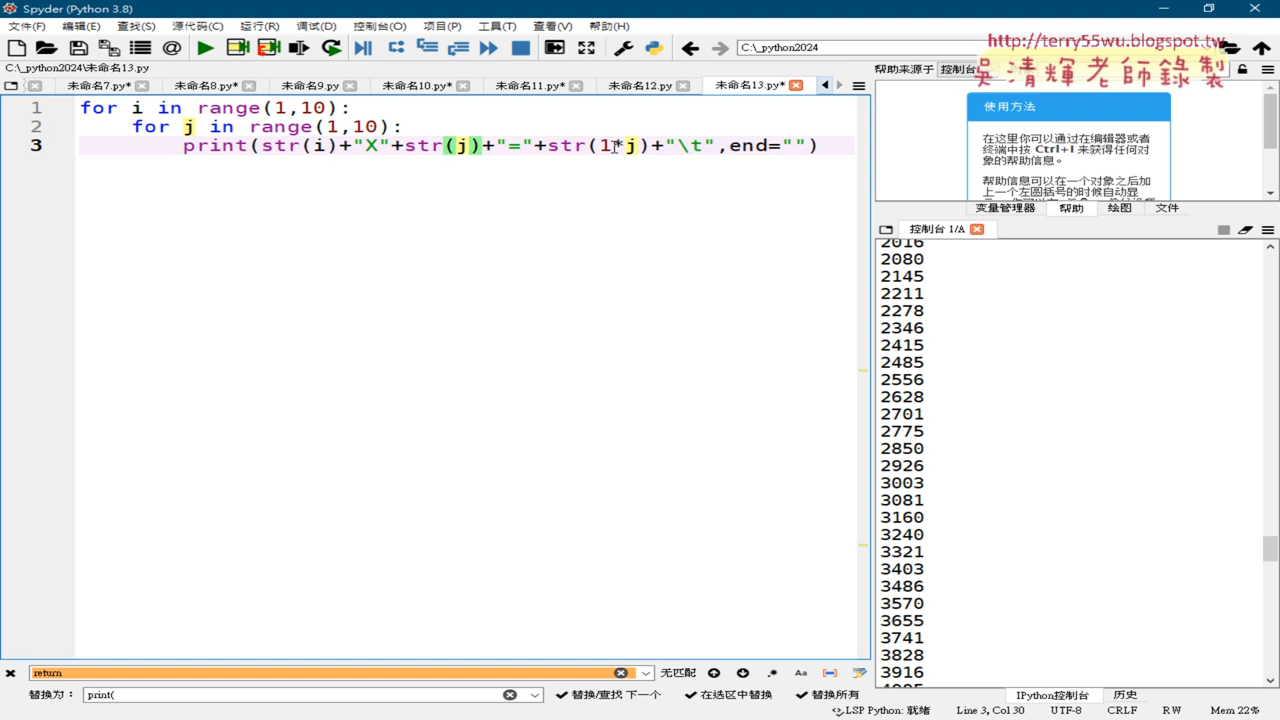 Spyder (Python 3.8)
文件(F) 编辑(E) 查找(S) 源代码(C) 运行(R) 调试(D) 控制台(O) 项目(P) 工具(T) 查看(V) 帮助(H)
C:\_python2024
http://terry55wu.blogspot.tw
吳清輝老師錄製
C:\_python2024\未命名13.py
帮助来源于 控制台
未命名7.py* 未命名8.py* 未命名9.py 未命名10.py* 未命名11.py* 未命名12.py 未命名13.py*
1 for i in range(1,10):
2 for j in range(1,10):
3 print(str(i)+"X"+str(j)+"="+str(1*j)+"\t",end="")
使用方法
在这里你可以通过在编辑器或者
终端中按 Ctrl+I 来获得任何对
象的帮助信息。
帮助信息可以在一个对象之后加
上一个左圆括号的时候自动显
变量管理器 帮助 绘图 文件
控制台 1/A
2016
2080
2145
2211
2278
2346
2415
2485
2556
2628
2701
2775
2850
2926
3003
3081
3160
3240
3321
3403
3486
3570
3655
3741
3828
3916
return 无匹配 Aa
替换为： print( 替换/查找 下一个 在选区中替换 替换所有
IPython控制台 历史
LSP Python: 就绪 Line 3, Col 30 UTF-8 CRLF RW Mem 22%